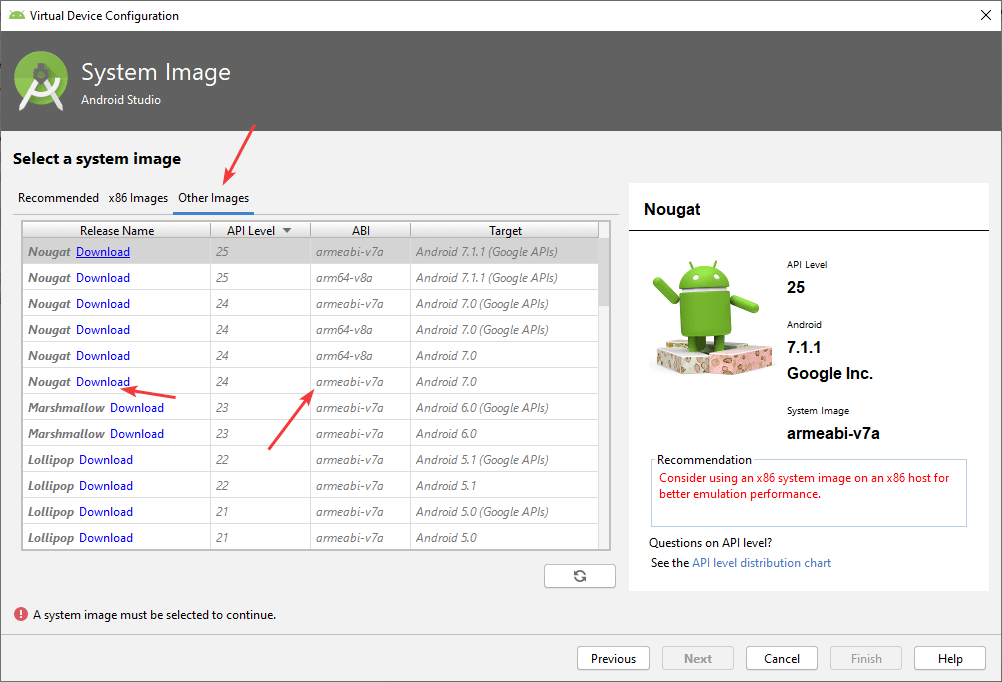 Virtual Device Configuration
System Image
Android Studio
Select a system image
Recommended x86 Images Other Images
Release Name API Level ABI Target
Nougat Download 25 armeabi-v7a Android 7.1.1 (Google APIs)
Nougat Download 25 arm64-v8a Android 7.1.1 (Google APIs)
Nougat Download 24 armeabi-v7a Android 7.0 (Google APIs)
Nougat Download 24 arm64-v8a Android 7.0 (Google APIs)
Nougat Download 24 arm64-v8a Android 7.0
Nougat Download 24 armeabi-v7a Android 7.0
Marshmallow Download 23 armeabi-v7a Android 6.0 (Google APIs)
Marshmallow Download 23 armeabi-v7a Android 6.0
Lollipop Download 22 armeabi-v7a Android 5.1 (Google APIs)
Lollipop Download 22 armeabi-v7a Android 5.1
Lollipop Download 21 armeabi-v7a Android 5.0 (Google APIs)
Lollipop Download 21 armeabi-v7a Android 5.0
Nougat
API Level
25
Android
7.1.1
Google Inc.
System Image
armeabi-v7a
Recommendation
Consider using an x86 system image on an x86 host for
better emulation performance.
Questions on API level?
See the API level distribution chart
A system image must be selected to continue.
Previous Next Cancel Finish Help